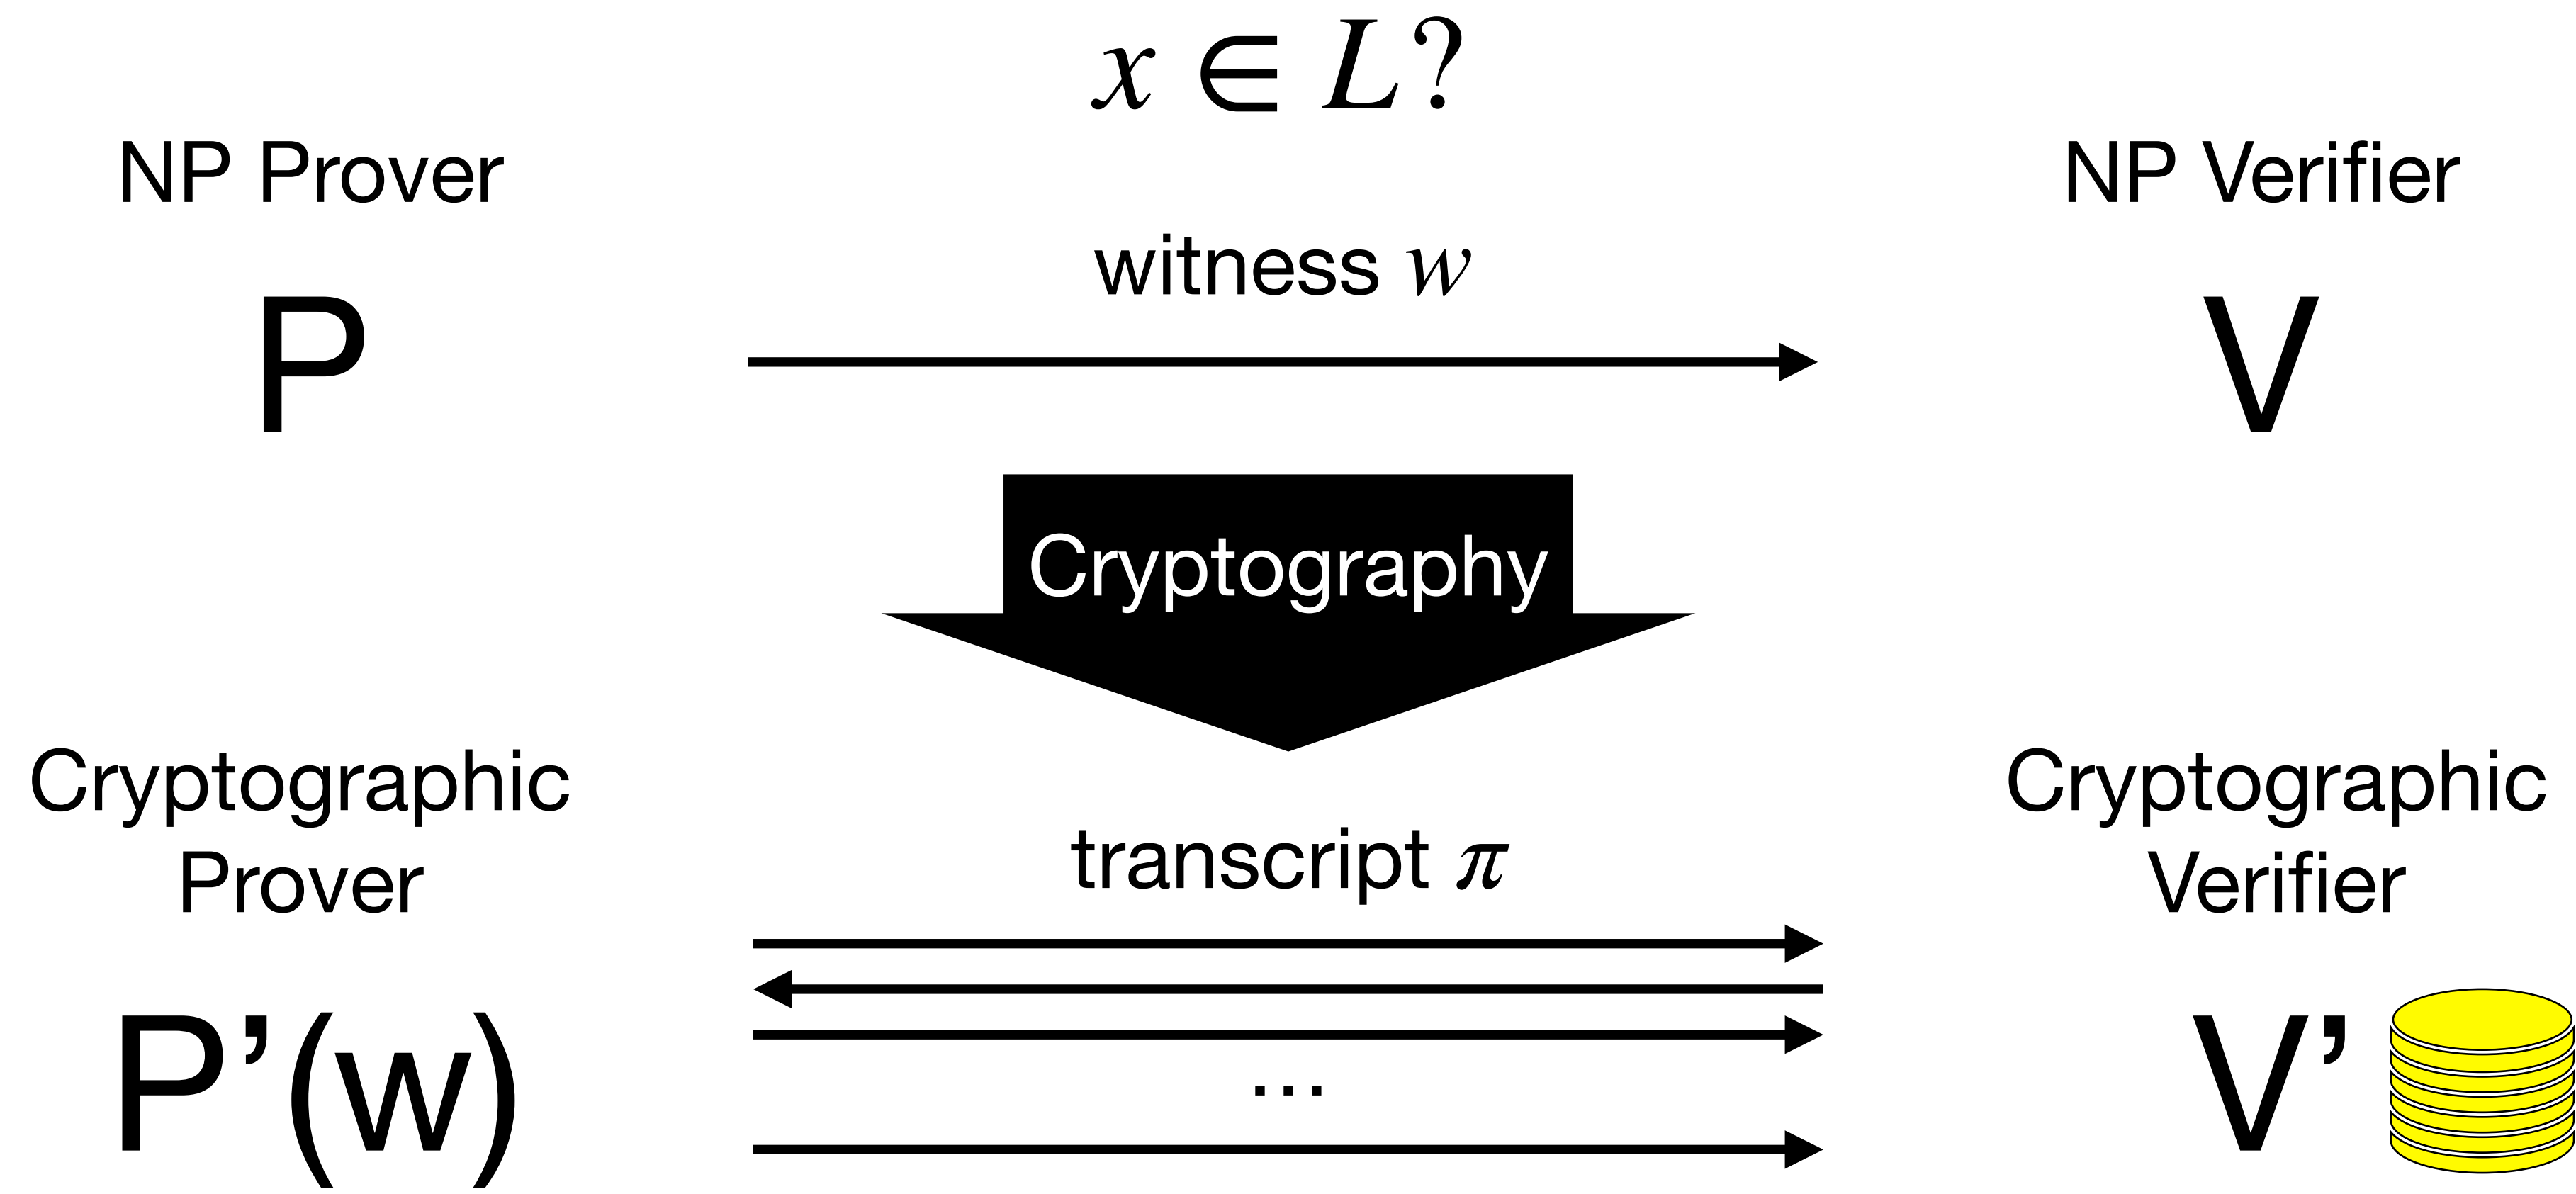 x ∈ L?
NP Prover
NP Verifier
witness w
P
V
Cryptography
Cryptographic
Prover
Cryptographic
Verifier
transcript π
P’(w)
V’
...